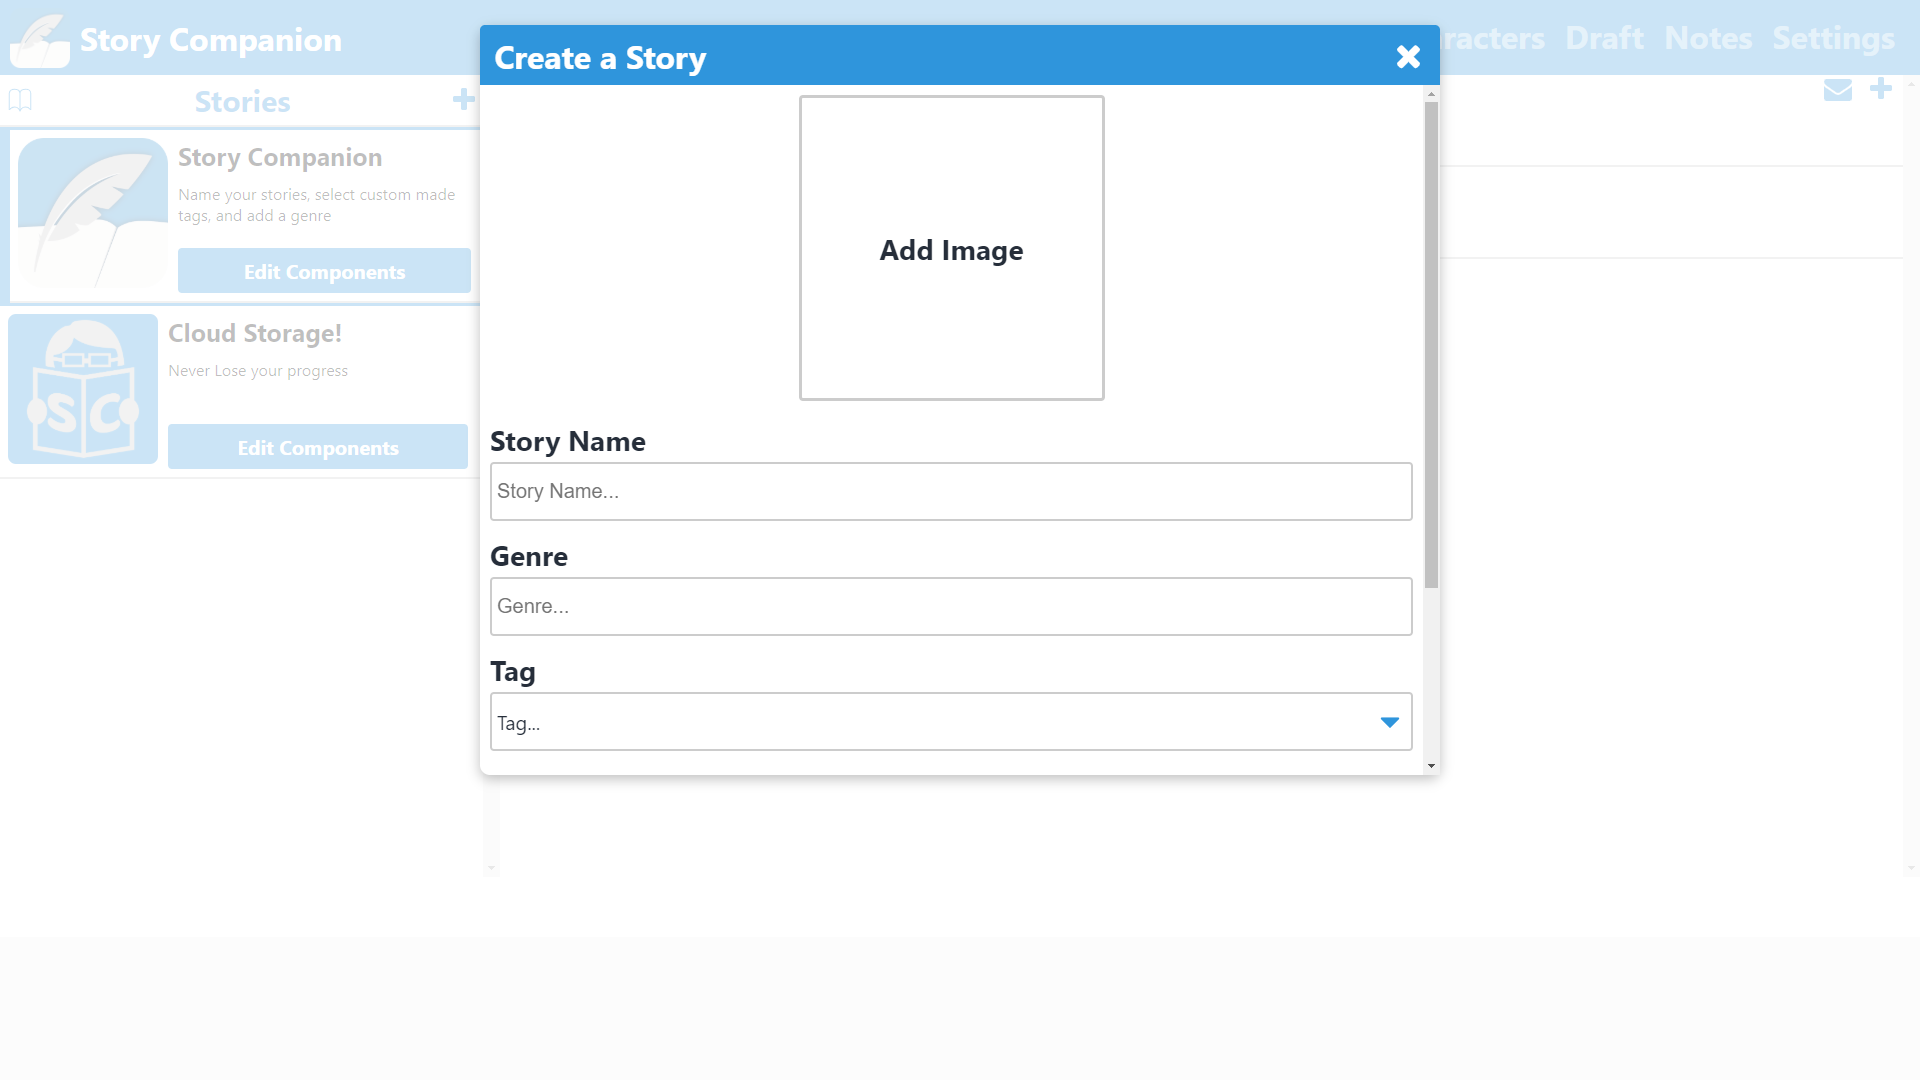 Story Companion
racters Draft Notes Settings
Create a Story
Stories
Story Companion
Name your stories, select custom made
tags, and add a genre
Edit Components
Cloud Storage!
Never Lose your progress
SC
Edit Components
Add Image
Story Name
Story Name...
Genre
Genre...
Tag
Tag...